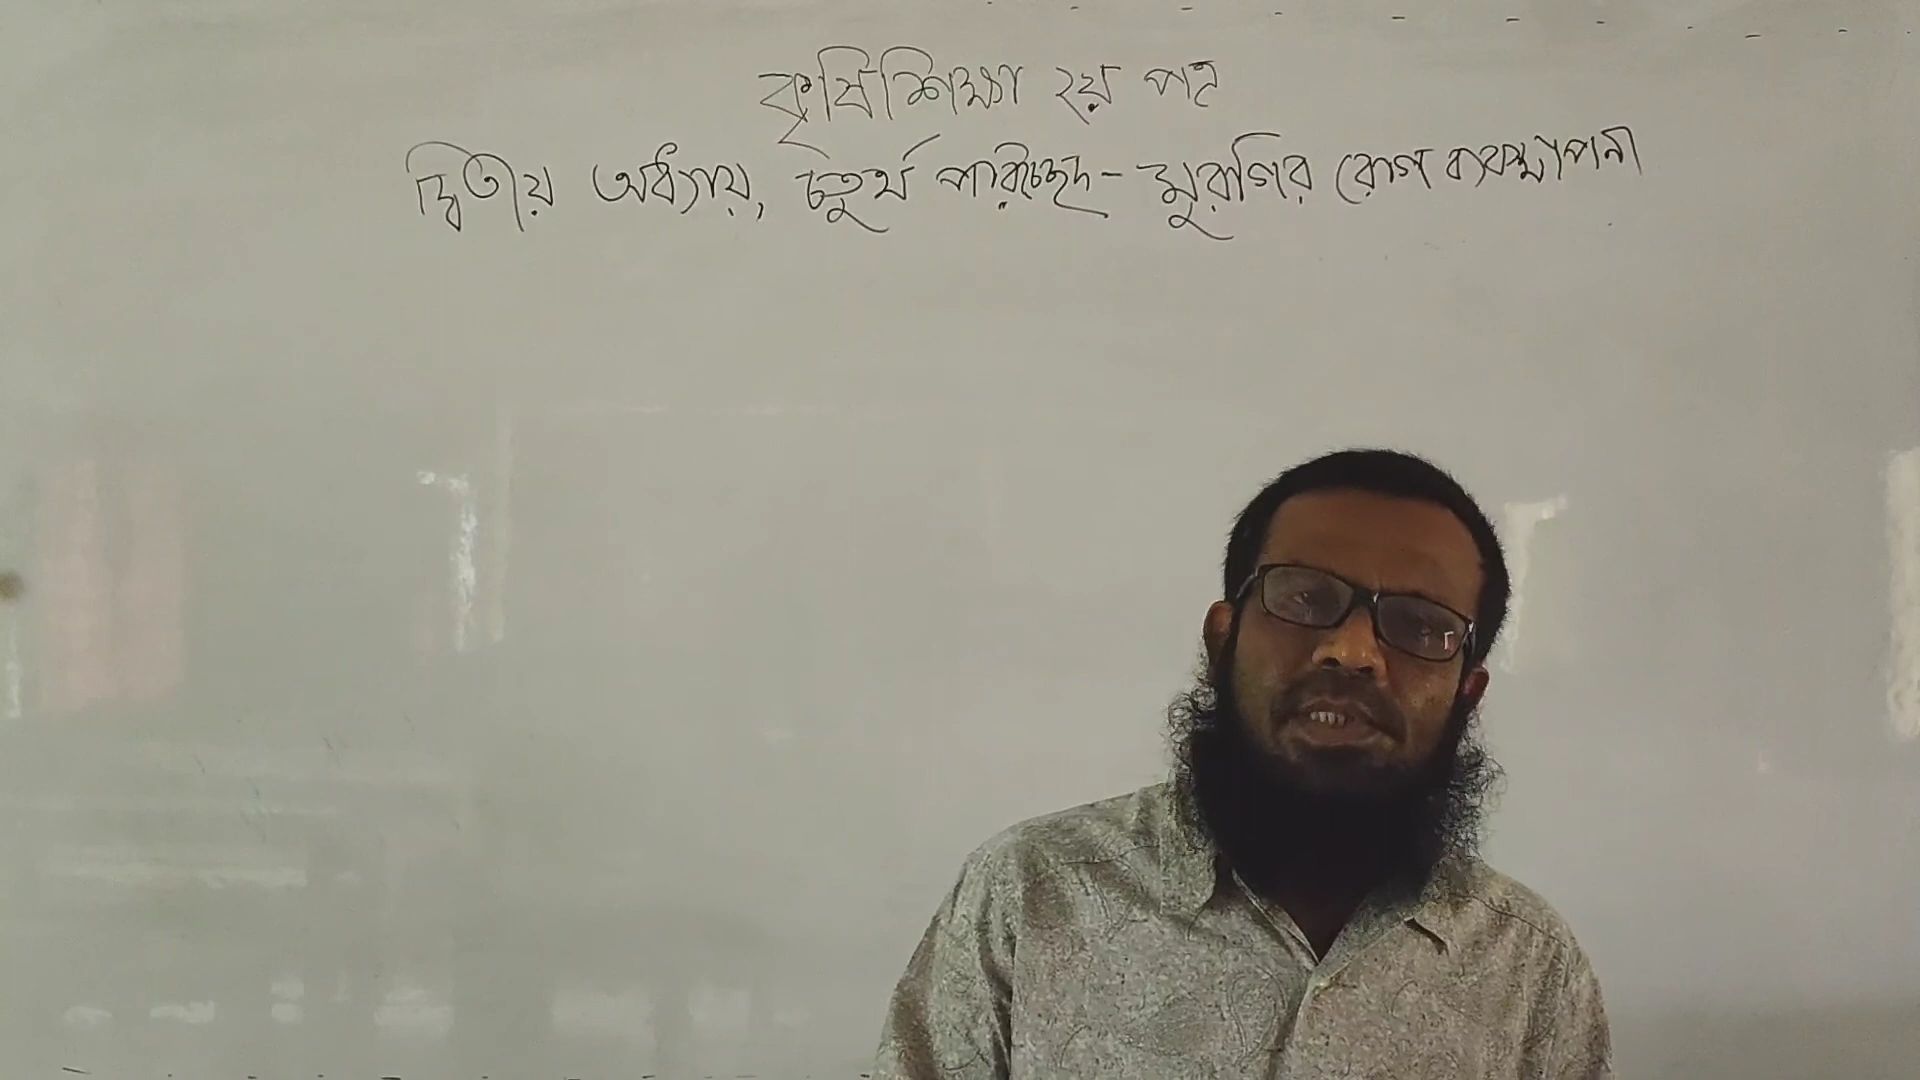 কৃষিশিক্ষা ২য় পত্র
দ্বিতীয় অধ্যায়, চতুর্থ পরিচ্ছেদ - মুরগির রোগ ব্যবস্থাপনা